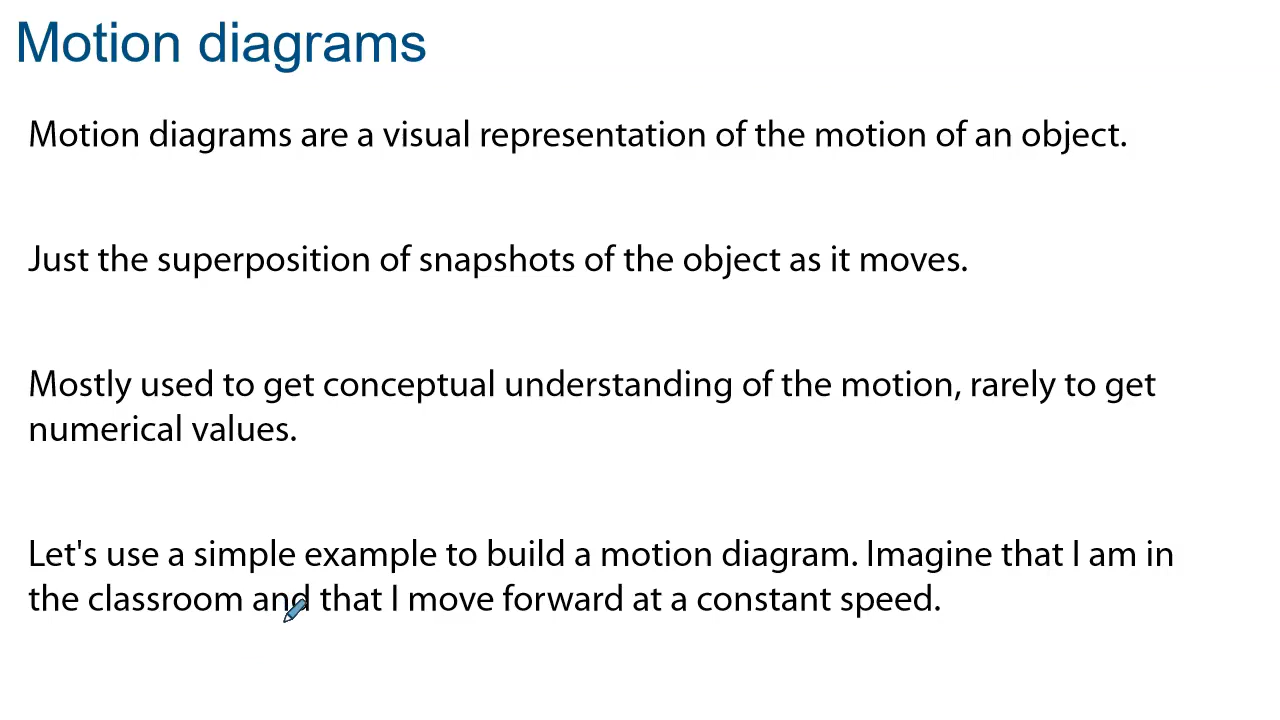 Motion diagrams
Motion diagrams are a visual representation of the motion of an object.
Just the superposition of snapshots of the object as it moves.
Mostly used to get conceptual understanding of the motion, rarely to get
numerical values.
Let's use a simple example to build a motion diagram. Imagine that I am in
the classroom and that I move forward at a constant speed.